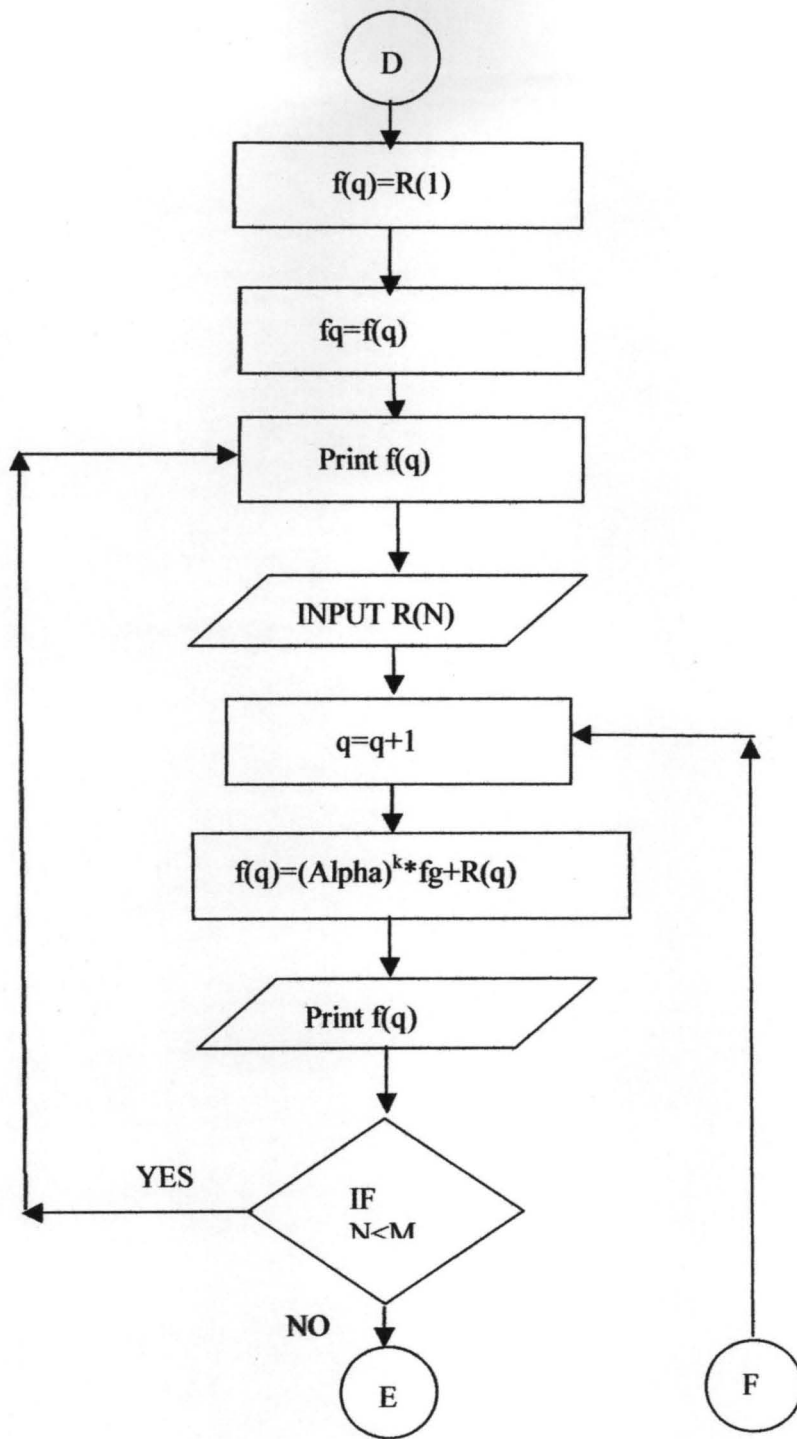 D
f(q)=R(1)
fq=f(q)
Print f(q)
INPUT R(N)
q=q+1
f(q)=(Alpha)^k*fg+R(q)
Print f(q)
YES
IF
N<M
NO
E
F